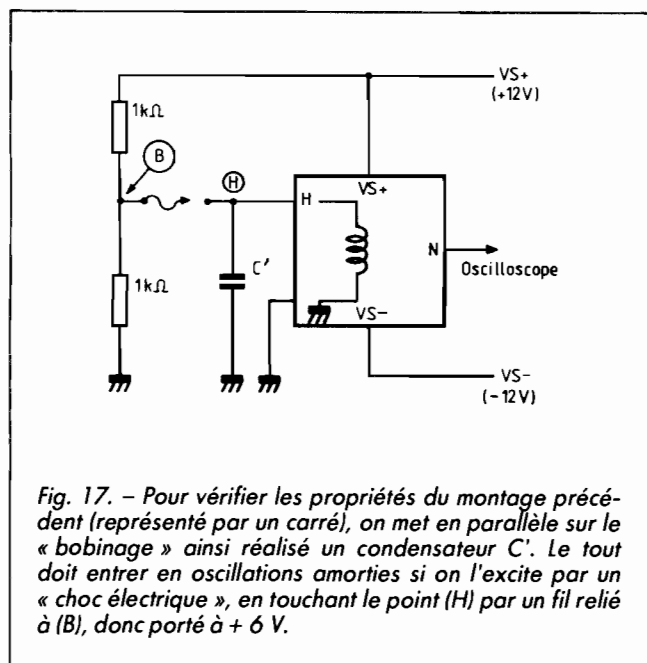 VS+
(+12V)
1kΩ
B
H
H
VS+
N
Oscilloscope
C'
1kΩ
VS-
VS-
(-12V)
Fig. 17. – Pour vérifier les propriétés du montage précé-
dent (représenté par un carré), on met en parallèle sur le
« bobinage » ainsi réalisé un condensateur C'. Le tout
doit entrer en oscillations amorties si on l'excite par un
« choc électrique », en touchant le point (H) par un fil relié
à (B), donc porté à + 6 V.